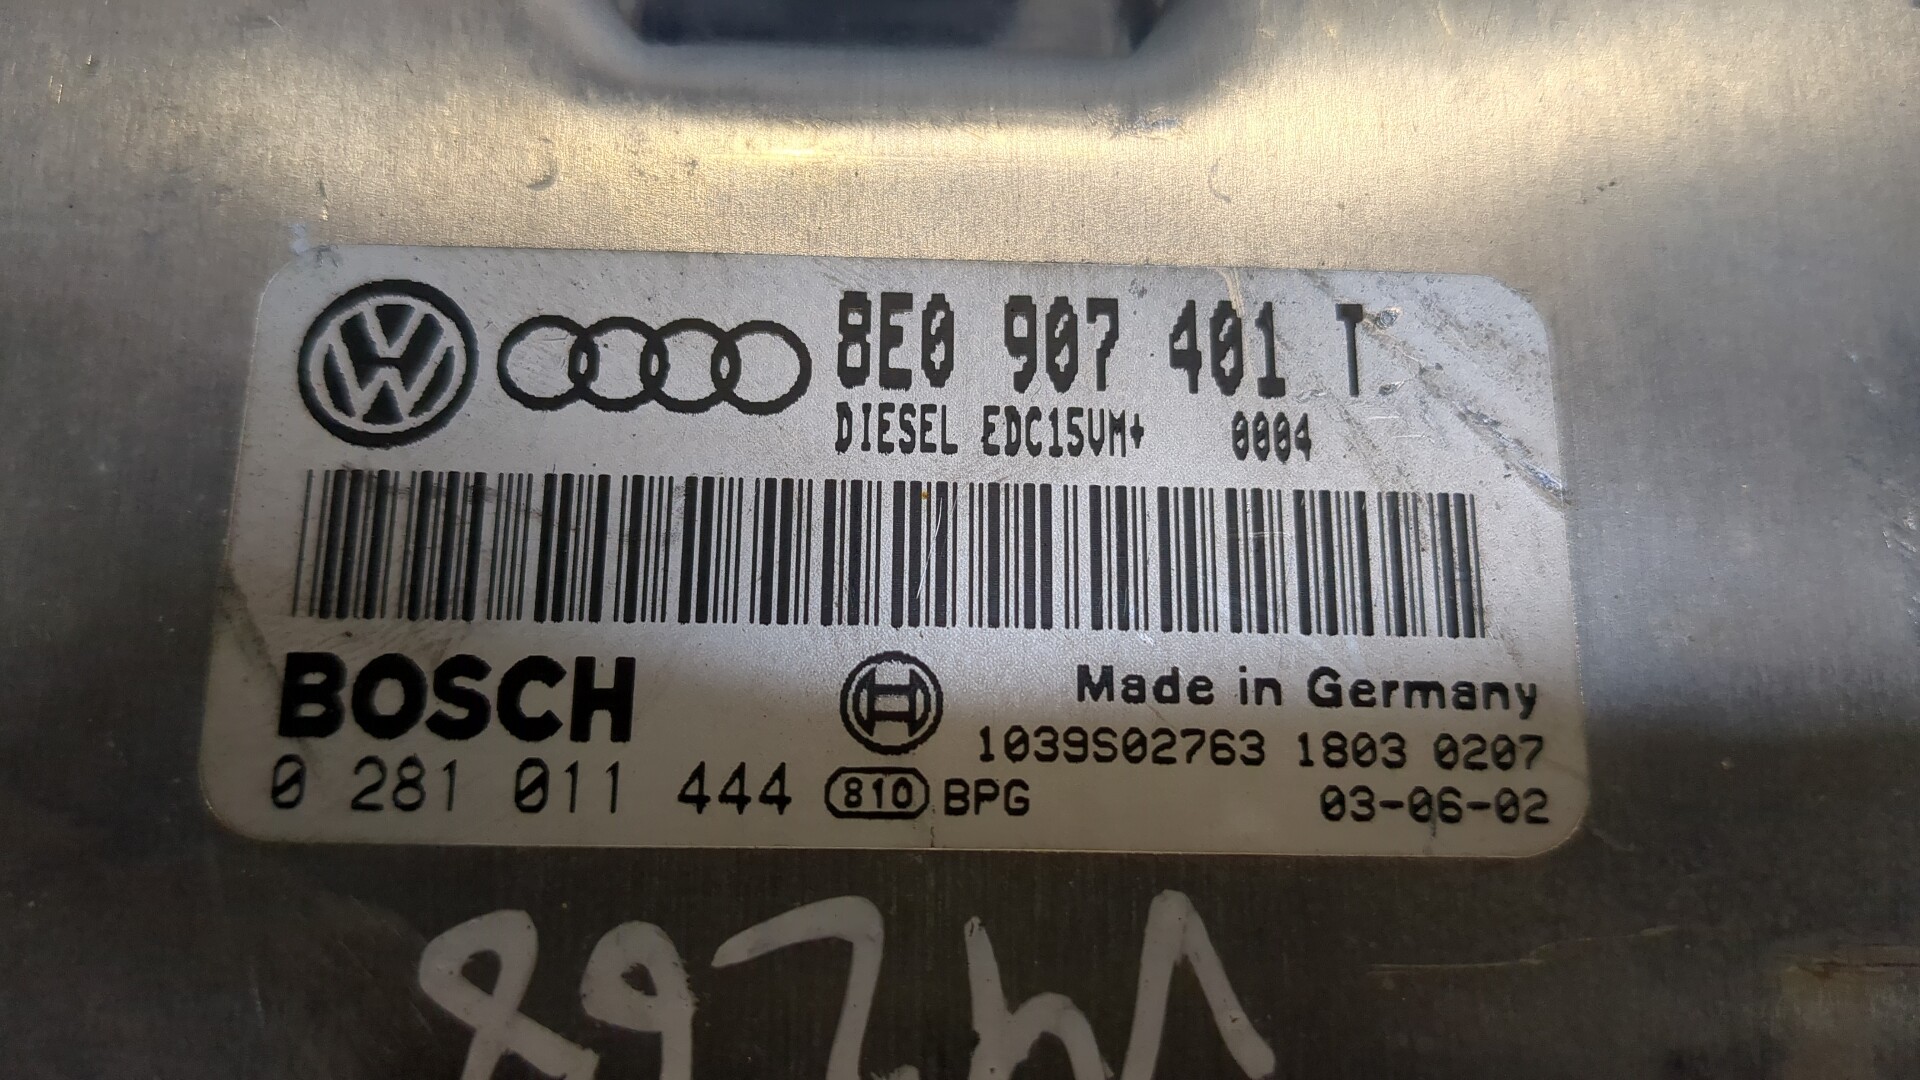 8E0 907 401 T
DIESEL EDC15VM+ 0004
BOSCH
Made in Germany
1039S02763 1803 0207
0 281 011 444 810 BPG
03-06-02